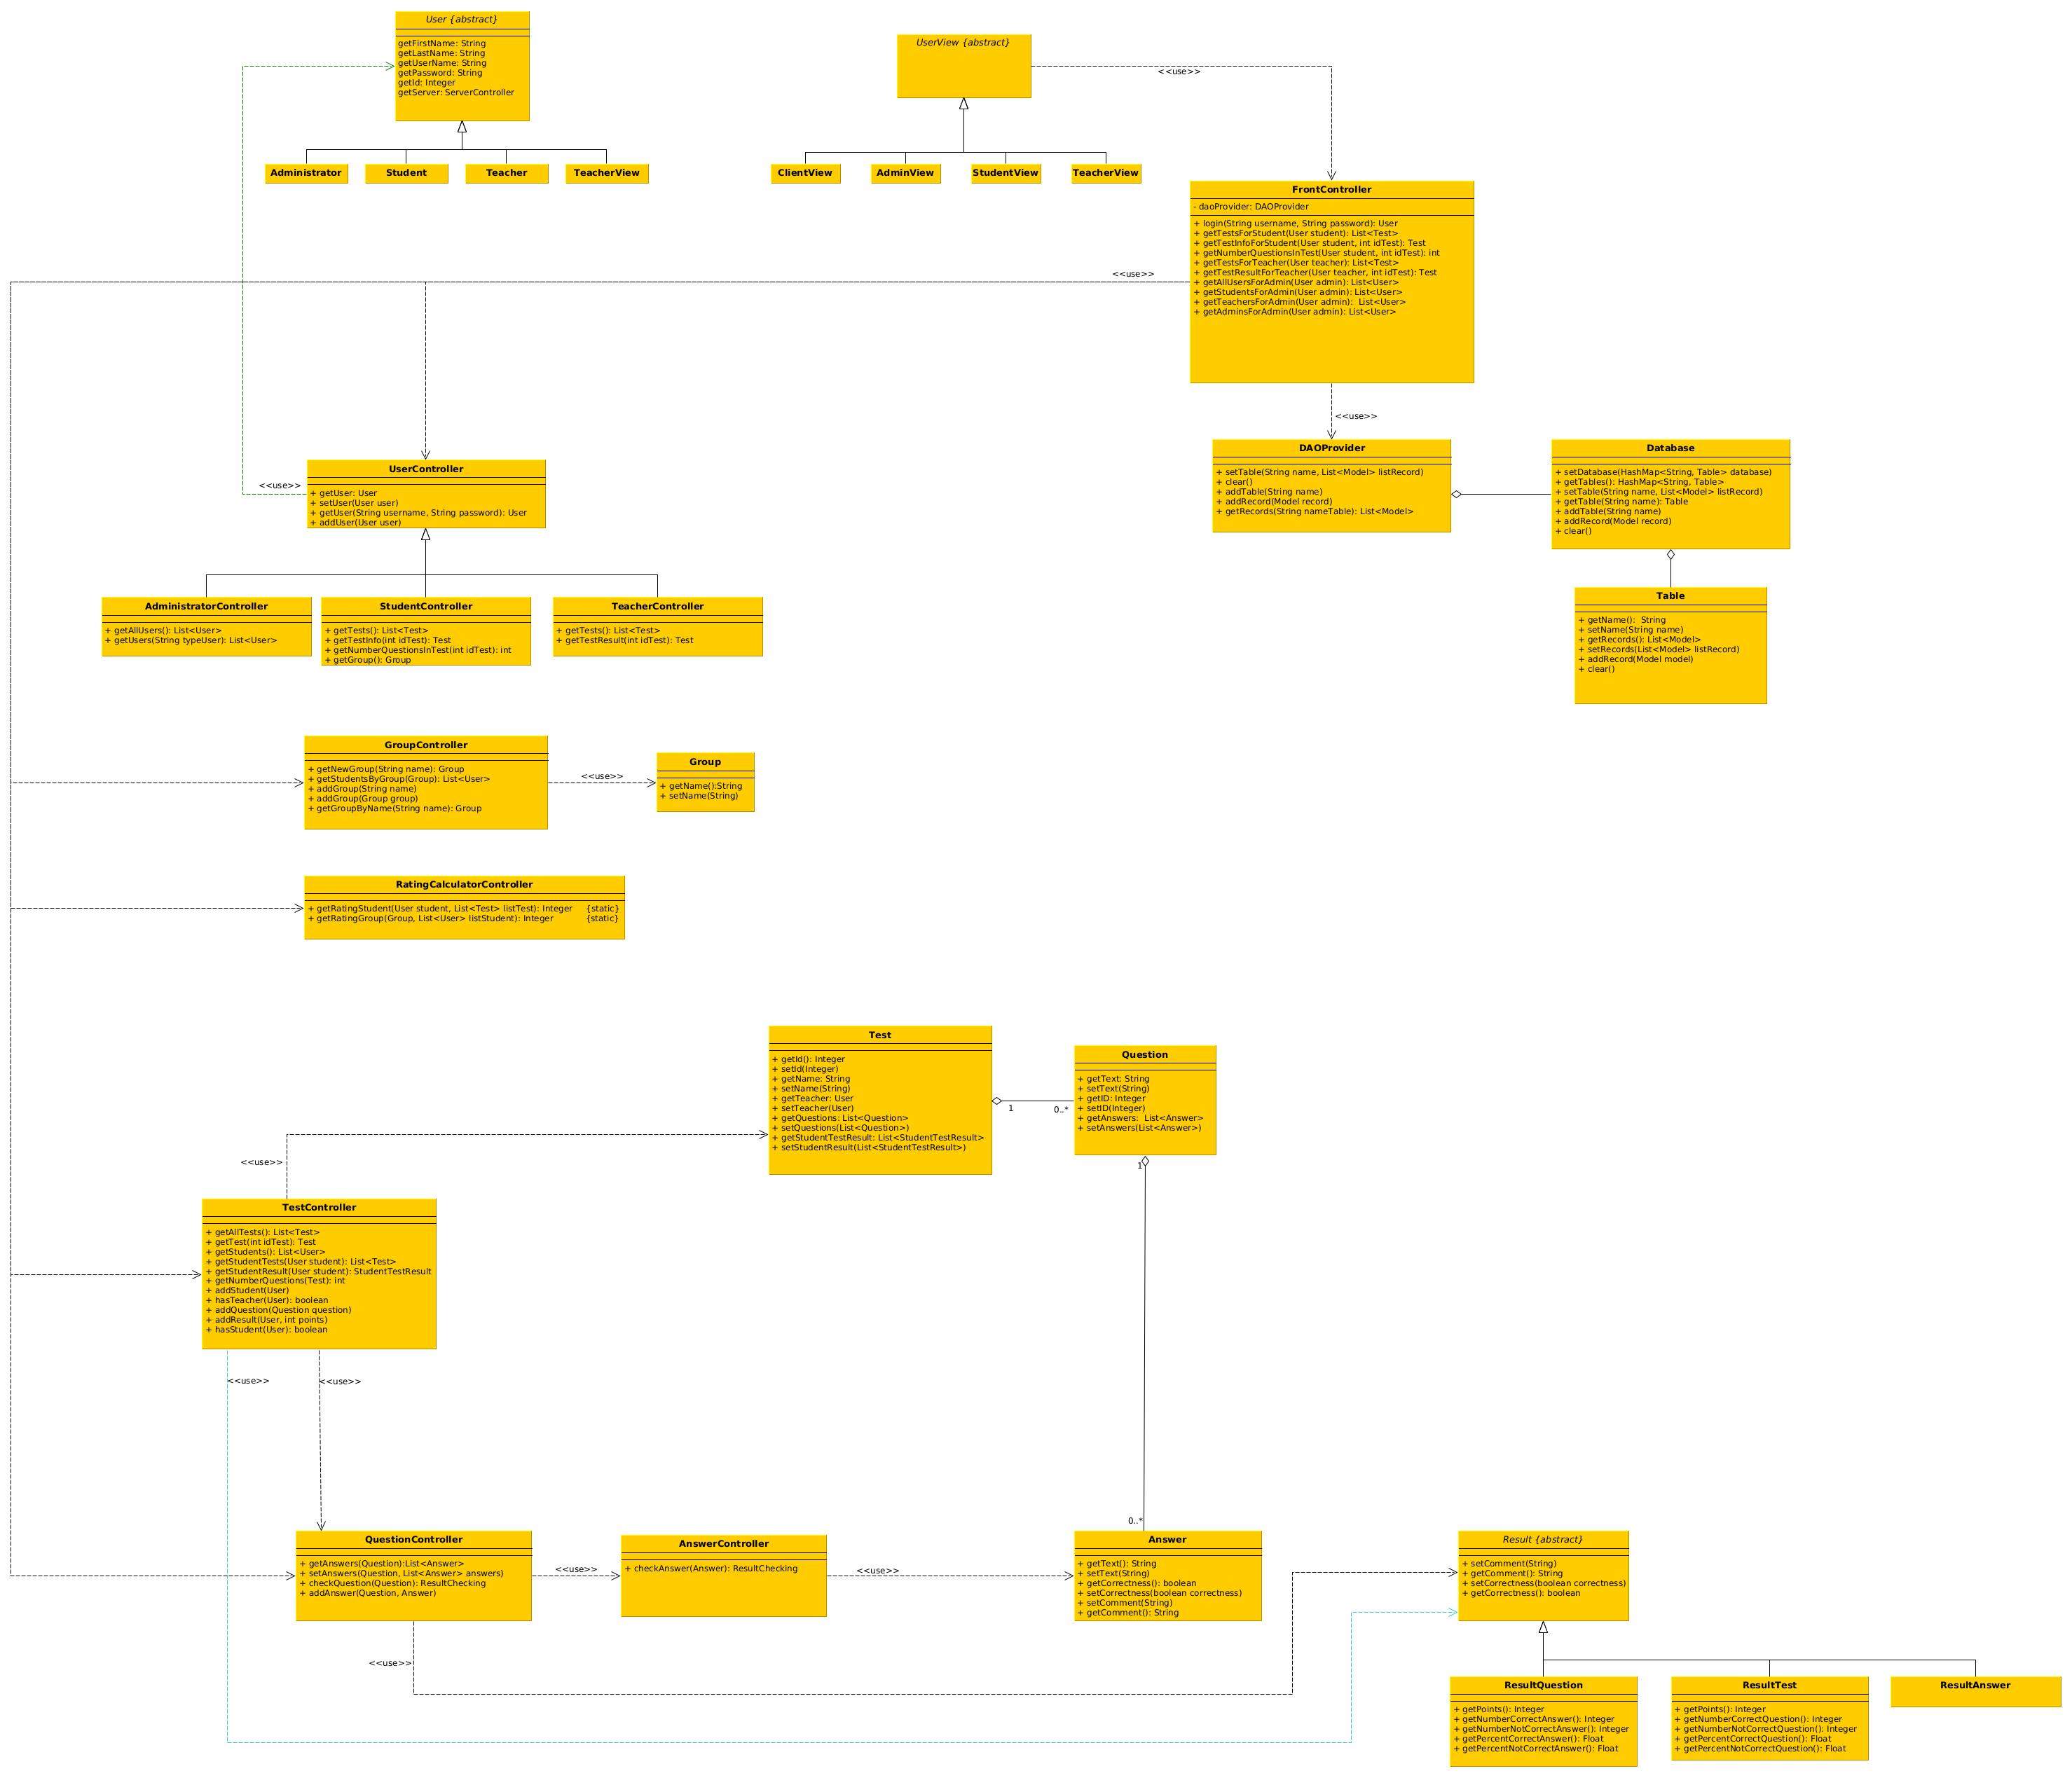 User {abstract}
getFirstName: String
getLastName: String
getUserName: String
getPassword: String
getId: Integer
getServer: ServerController
Administrator
Student
Teacher
TeacherView
UserView {abstract}
<<use>>
ClientView
AdminView
StudentView
TeacherView
FrontController
- daoProvider: DAOProvider
+ login(String username, String password): User
+ getTestsForStudent(User student): List<Test>
+ getTestInfoForStudent(User student, int idTest): Test
+ getNumberQuestionsInTest(User student, int idTest): int
+ getTestsForTeacher(User teacher): List<Test>
+ getTestResultForTeacher(User teacher, int idTest): Test
+ getAllUsersForAdmin(User admin): List<User>
+ getStudentsForAdmin(User admin): List<User>
+ getTeachersForAdmin(User admin):  List<User>
+ getAdminsForAdmin(User admin): List<User>
<<use>>
<<use>>
DAOProvider
+ setTable(String name, List<Model> listRecord)
+ clear()
+ addTable(String name)
+ addRecord(Model record)
+ getRecords(String nameTable): List<Model>
Database
+ setDatabase(HashMap<String, Table> database)
+ getTables(): HashMap<String, Table>
+ setTable(String name, List<Model> listRecord)
+ getTable(String name): Table
+ addTable(String name)
+ addRecord(Model record)
+ clear()
Table
+ getName():  String
+ setName(String name)
+ getRecords(): List<Model>
+ setRecords(List<Model> listRecord)
+ addRecord(Model model)
+ clear()
<<use>>
UserController
+ getUser: User
+ setUser(User user)
+ getUser(String username, String password): User
+ addUser(User user)
AdministratorController
+ getAllUsers(): List<User>
+ getUsers(String typeUser): List<User>
StudentController
+ getTests(): List<Test>
+ getTestInfo(int idTest): Test
+ getNumberQuestionsInTest(int idTest): int
+ getGroup(): Group
TeacherController
+ getTests(): List<Test>
+ getTestResult(int idTest): Test
GroupController
+ getNewGroup(String name): Group
+ getStudentsByGroup(Group): List<User>
+ addGroup(String name)
+ addGroup(Group group)
+ getGroupByName(String name): Group
<<use>>
Group
+ getName():String
+ setName(String)
RatingCalculatorController
+ getRatingStudent(User student, List<Test> listTest): Integer {static}
+ getRatingGroup(Group, List<User> listStudent): Integer {static}
Test
+ getId(): Integer
+ setId(Integer)
+ getName: String
+ setName(String)
+ getTeacher: User
+ setTeacher(User)
+ getQuestions: List<Question>
+ setQuestions(List<Question>)
+ getStudentTestResult: List<StudentTestResult>
+ setStudentResult(List<StudentTestResult>)
1
0..*
Question
+ getText: String
+ setText(String)
+ getID: Integer
+ setID(Integer)
+ getAnswers:  List<Answer>
+ setAnswers(List<Answer>)
1
0..*
<<use>>
TestController
+ getAllTests(): List<Test>
+ getTest(int idTest): Test
+ getStudents(): List<User>
+ getStudentTests(User student): List<Test>
+ getStudentResult(User student): StudentTestResult
+ getNumberQuestions(Test): int
+ addStudent(User)
+ hasTeacher(User): boolean
+ addQuestion(Question question)
+ addResult(User, int points)
+ hasStudent(User): boolean
<<use>>
<<use>>
QuestionController
+ getAnswers(Question):List<Answer>
+ setAnswers(Question, List<Answer> answers)
+ checkQuestion(Question): ResultChecking
+ addAnswer(Question, Answer)
<<use>>
AnswerController
+ checkAnswer(Answer): ResultChecking
<<use>>
Answer
+ getText(): String
+ setText(String)
+ getCorrectness(): boolean
+ setCorrectness(boolean correctness)
+ setComment(String)
+ getComment(): String
Result {abstract}
+ setComment(String)
+ getComment(): String
+ setCorrectness(boolean correctness)
+ getCorrectness(): boolean
<<use>>
ResultQuestion
+ getPoints(): Integer
+ getNumberCorrectAnswer(): Integer
+ getNumberNotCorrectAnswer(): Integer
+ getPercentCorrectAnswer(): Float
+ getPercentNotCorrectAnswer(): Float
ResultTest
+ getPoints(): Integer
+ getNumberCorrectQuestion(): Integer
+ getNumberNotCorrectQuestion(): Integer
+ getPercentCorrectQuestion(): Float
+ getPercentNotCorrectQuestion(): Float
ResultAnswer